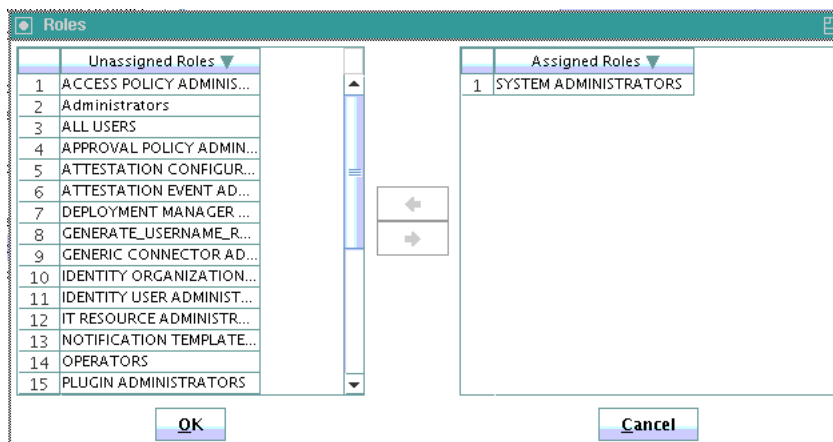 Roles
Unassigned Roles
1 ACCESS POLICY ADMINIS...
2 Administrators
3 ALL USERS
4 APPROVAL POLICY ADMIN...
5 ATTESTATION CONFIGUR...
6 ATTESTATION EVENT AD...
7 DEPLOYMENT MANAGER ...
8 GENERATE_USERNAME_R...
9 GENERIC CONNECTOR AD...
10 IDENTITY ORGANIZATION...
11 IDENTITY USER ADMINIST...
12 IT RESOURCE ADMINISTR...
13 NOTIFICATION TEMPLATE...
14 OPERATORS
15 PLUGIN ADMINISTRATORS
Assigned Roles
1 SYSTEM ADMINISTRATORS
OK
Cancel